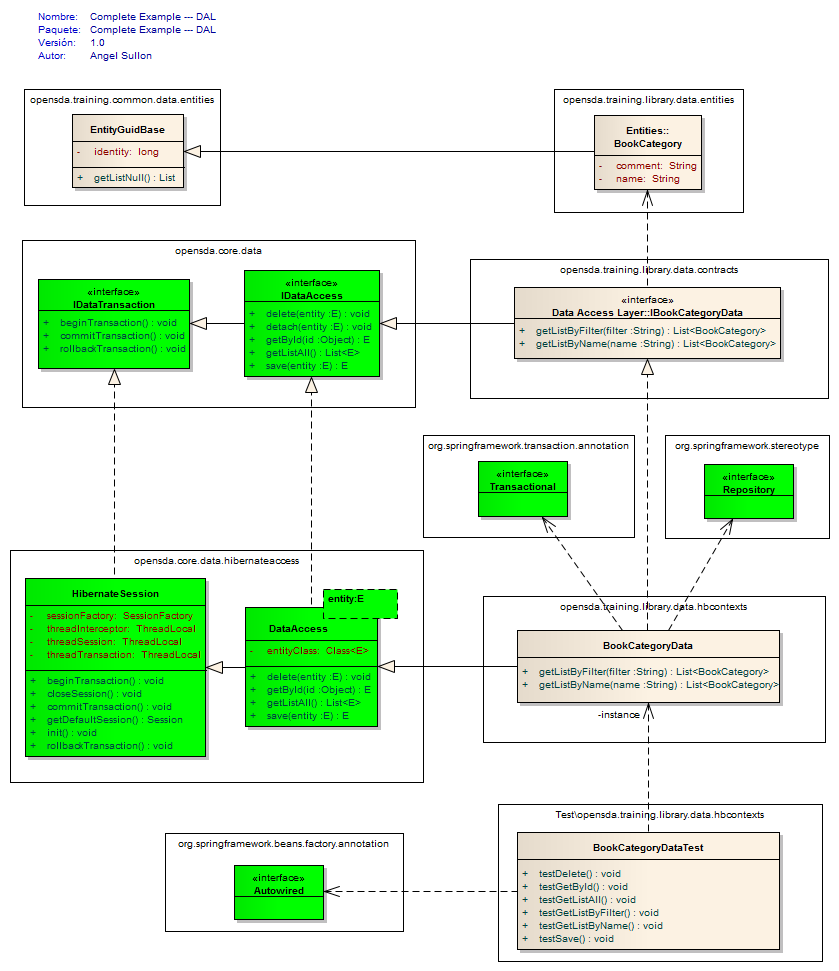 Nombre: Complete Example --- DAL
Paquete: Complete Example --- DAL
Versión: 1.0
Autor: Angel Sullon
opensda.training.common.data.entities
EntityGuidBase
- identity: long
+ getListNull() : List
opensda.training.library.data.entities
Entities::
BookCategory
- comment: String
- name: String
opensda.core.data
«interface»
IDataTransaction
+ beginTransaction() : void
+ commitTransaction() : void
+ rollbackTransaction() : void
«interface»
IDataAccess
+ delete(entity :E) : void
+ detach(entity :E) : void
+ getById(id :Object) : E
+ getListAll() : List<E>
+ save(entity :E) : E
opensda.training.library.data.contracts
«interface»
Data Access Layer::IBookCategoryData
+ getListByFilter(filter :String) : List<BookCategory>
+ getListByName(name :String) : List<BookCategory>
org.springframework.transaction.annotation
«interface»
Transactional
org.springframework.stereotype
«interface»
Repository
opensda.core.data.hibernateaccess
HibernateSession
- sessionFactory: SessionFactory
- threadInterceptor: ThreadLocal
- threadSession: ThreadLocal
- threadTransaction: ThreadLocal
+ beginTransaction() : void
+ closeSession() : void
+ commitTransaction() : void
+ getDefaultSession() : Session
+ init() : void
+ rollbackTransaction() : void
entity:E
DataAccess
- entityClass: Class<E>
+ delete(entity :E) : void
+ getById(id :Object) : E
+ getListAll() : List<E>
+ save(entity :E) : E
opensda.training.library.data.hbcontexts
BookCategoryData
+ getListByFilter(filter :String) : List<BookCategory>
+ getListByName(name :String) : List<BookCategory>
-instance
Test\opensda.training.library.data.hbcontexts
BookCategoryDataTest
+ testDelete() : void
+ testGetById() : void
+ testGetListAll() : void
+ testGetListByFilter() : void
+ testGetListByName() : void
+ testSave() : void
org.springframework.beans.factory.annotation
«interface»
Autowired